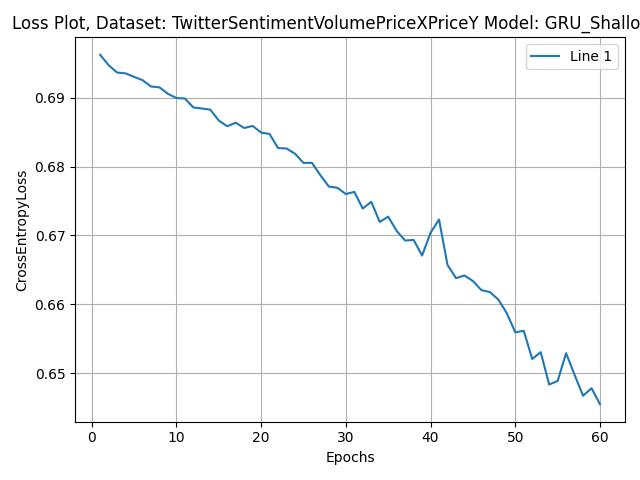 Loss Plot, Dataset: TwitterSentimentVolumePriceXPriceY Model: GRU_Shallo
Line 1
0.69
0.68
0.67
0.66
0.65
CrossEntropyLoss
0 10 20 30 40 50 60
Epochs